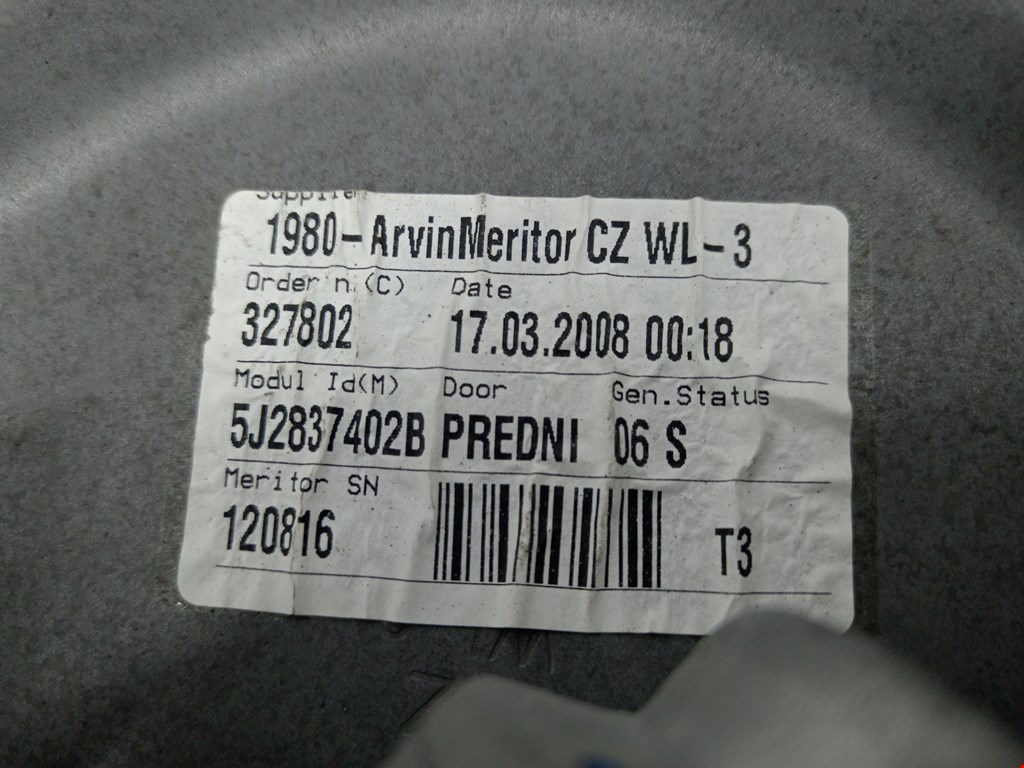 Supplier
1980-ArvinMeritor CZ WL-3
Order n.(C) Date
327802 17.03.2008 00:18
Modul Id(M) Door Gen.Status
5J2837402B PREDNI 06 S
Meritor SN
120816 T3